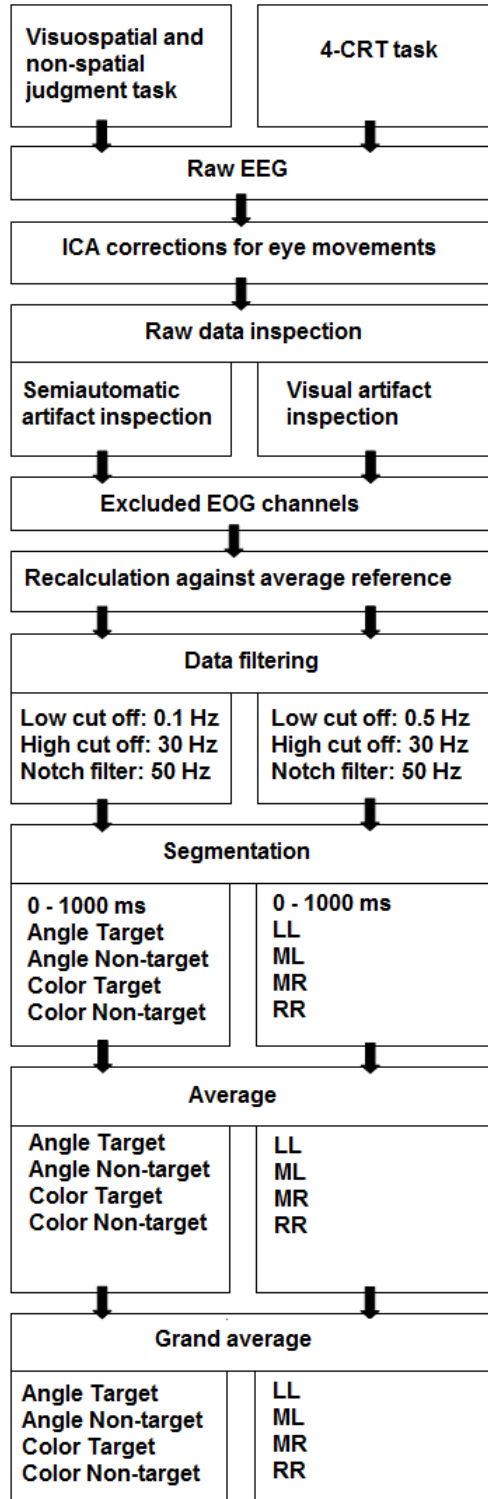 Visuospatial and
non-spatial
judgment task
4-CRT task
Raw EEG
ICA corrections for eye movements
Raw data inspection
Semiautomatic
artifact inspection
Visual artifact
inspection
Excluded EOG channels
Recalculation against average reference
Data filtering
Low cut off: 0.1 Hz
High cut off: 30 Hz
Notch filter: 50 Hz
Low cut off: 0.5 Hz
High cut off: 30 Hz
Notch filter: 50 Hz
Segmentation
0 - 1000 ms
Angle Target
Angle Non-target
Color Target
Color Non-target
0 - 1000 ms
LL
ML
MR
RR
Average
Angle Target
Angle Non-target
Color Target
Color Non-target
LL
ML
MR
RR
Grand average
Angle Target
Angle Non-target
Color Target
Color Non-target
LL
ML
MR
RR